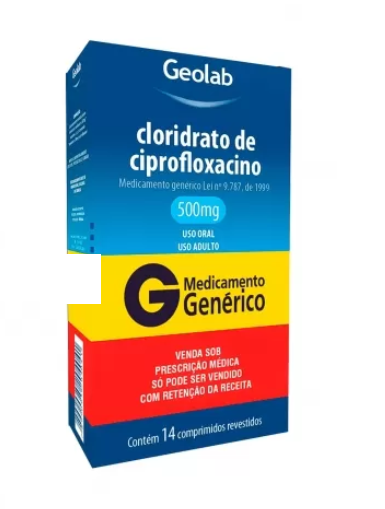 Geolab
cloridrato de
ciprofloxacino
Medicamento genérico Lei nº 9.787, de 1999
500mg
USO ORAL
USO ADULTO
G Medicamento
Genérico
VENDA SOB
PRESCRIÇÃO MÉDICA
SÓ PODE SER VENDIDO
COM RETENÇÃO DA RECEITA
Contém 14 comprimidos revestidos